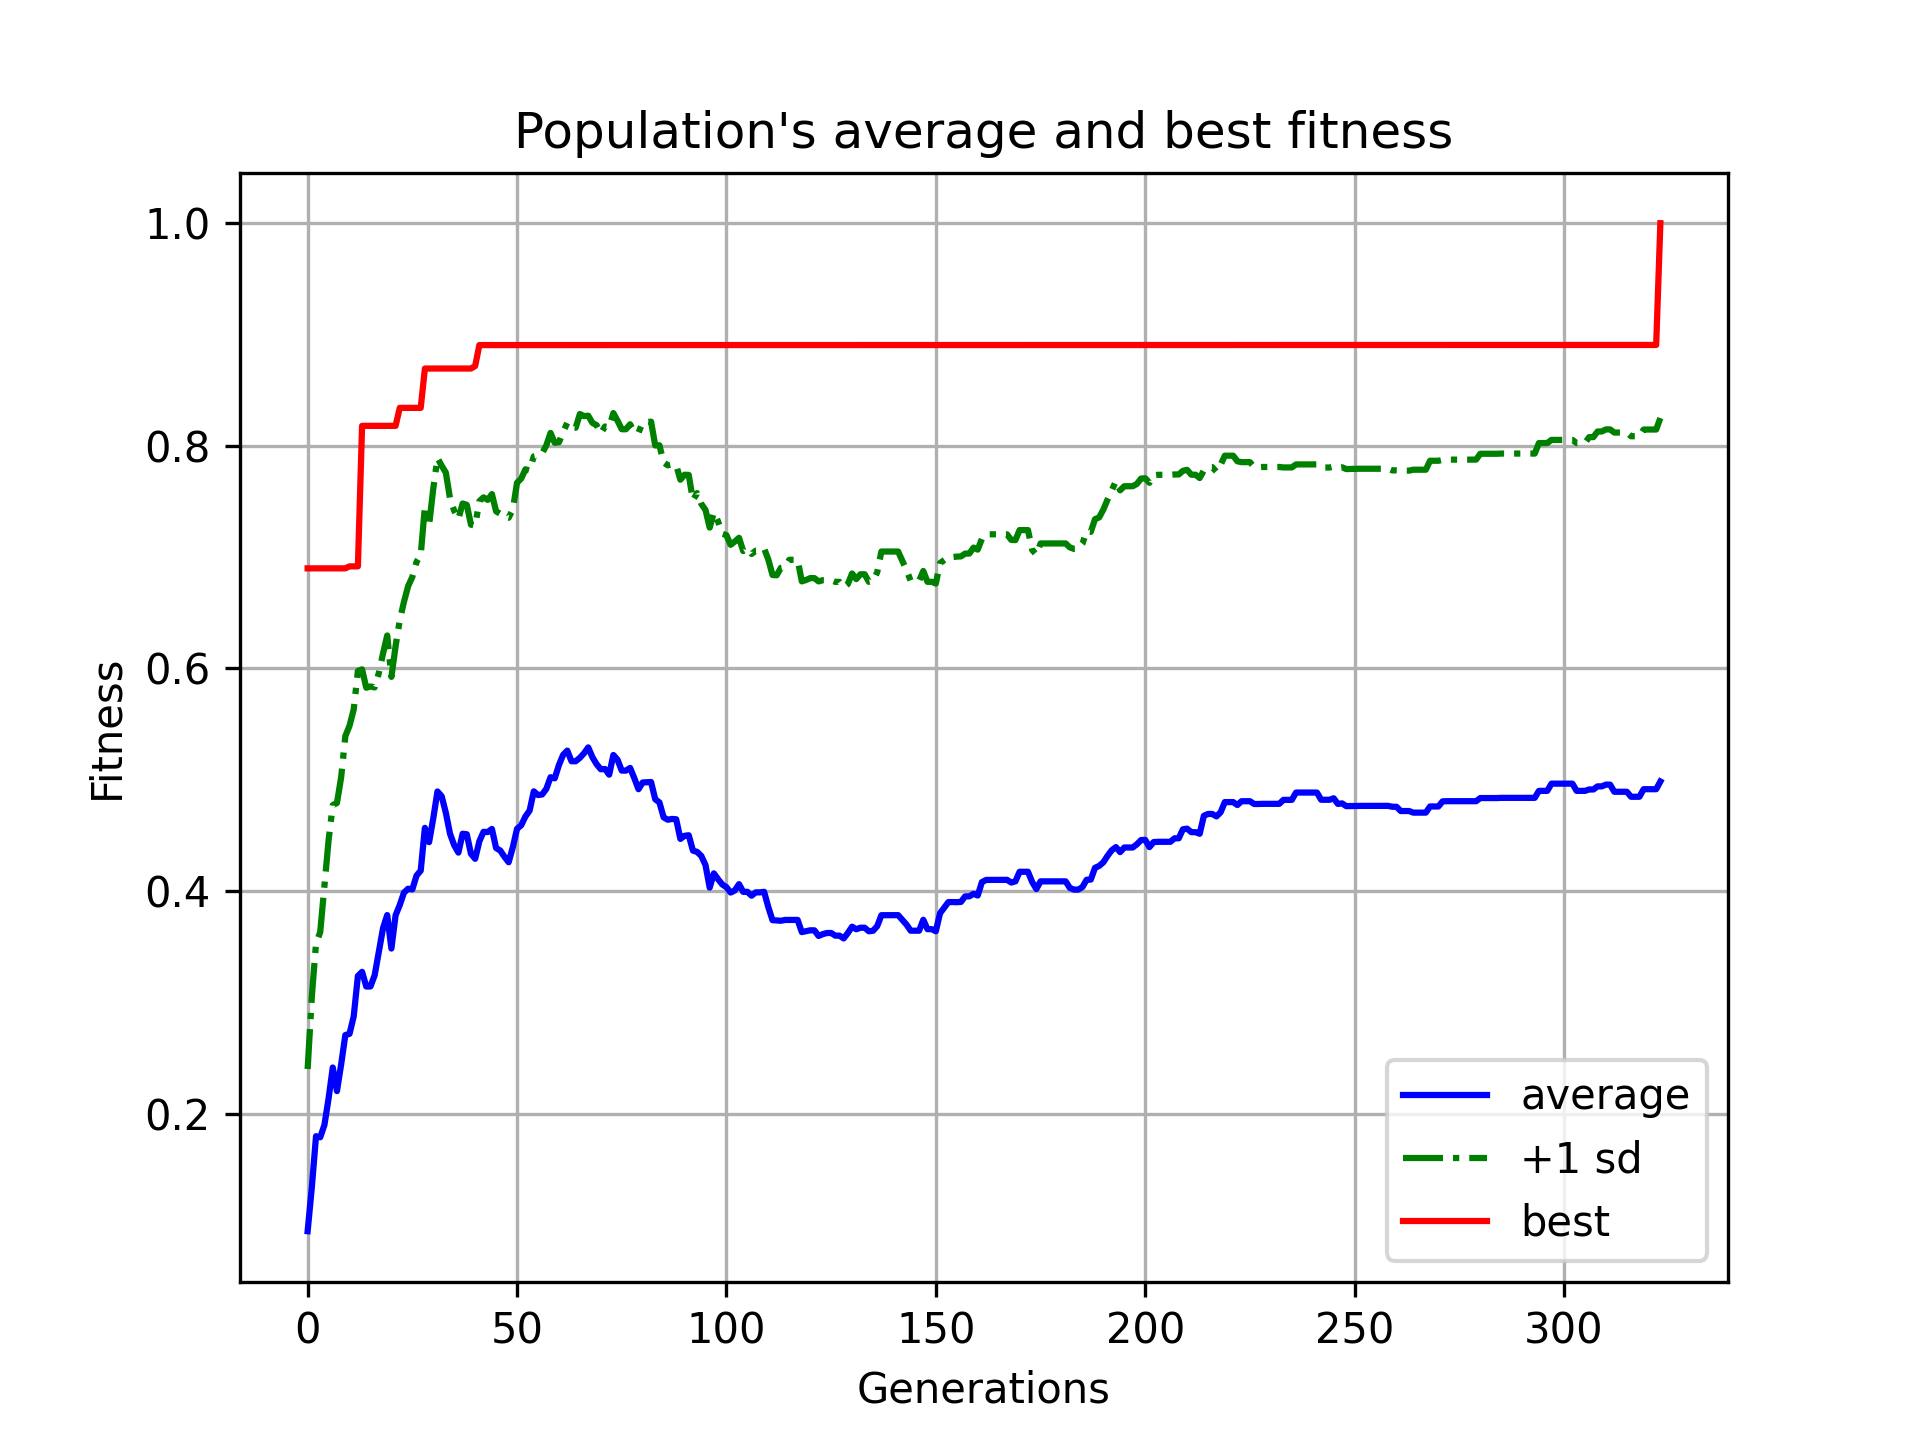 Population's average and best fitness
1.0
0.8
0.6
0.4
0.2
Fitness
0 50 100 150 200 250 300
Generations
average
+1 sd
best